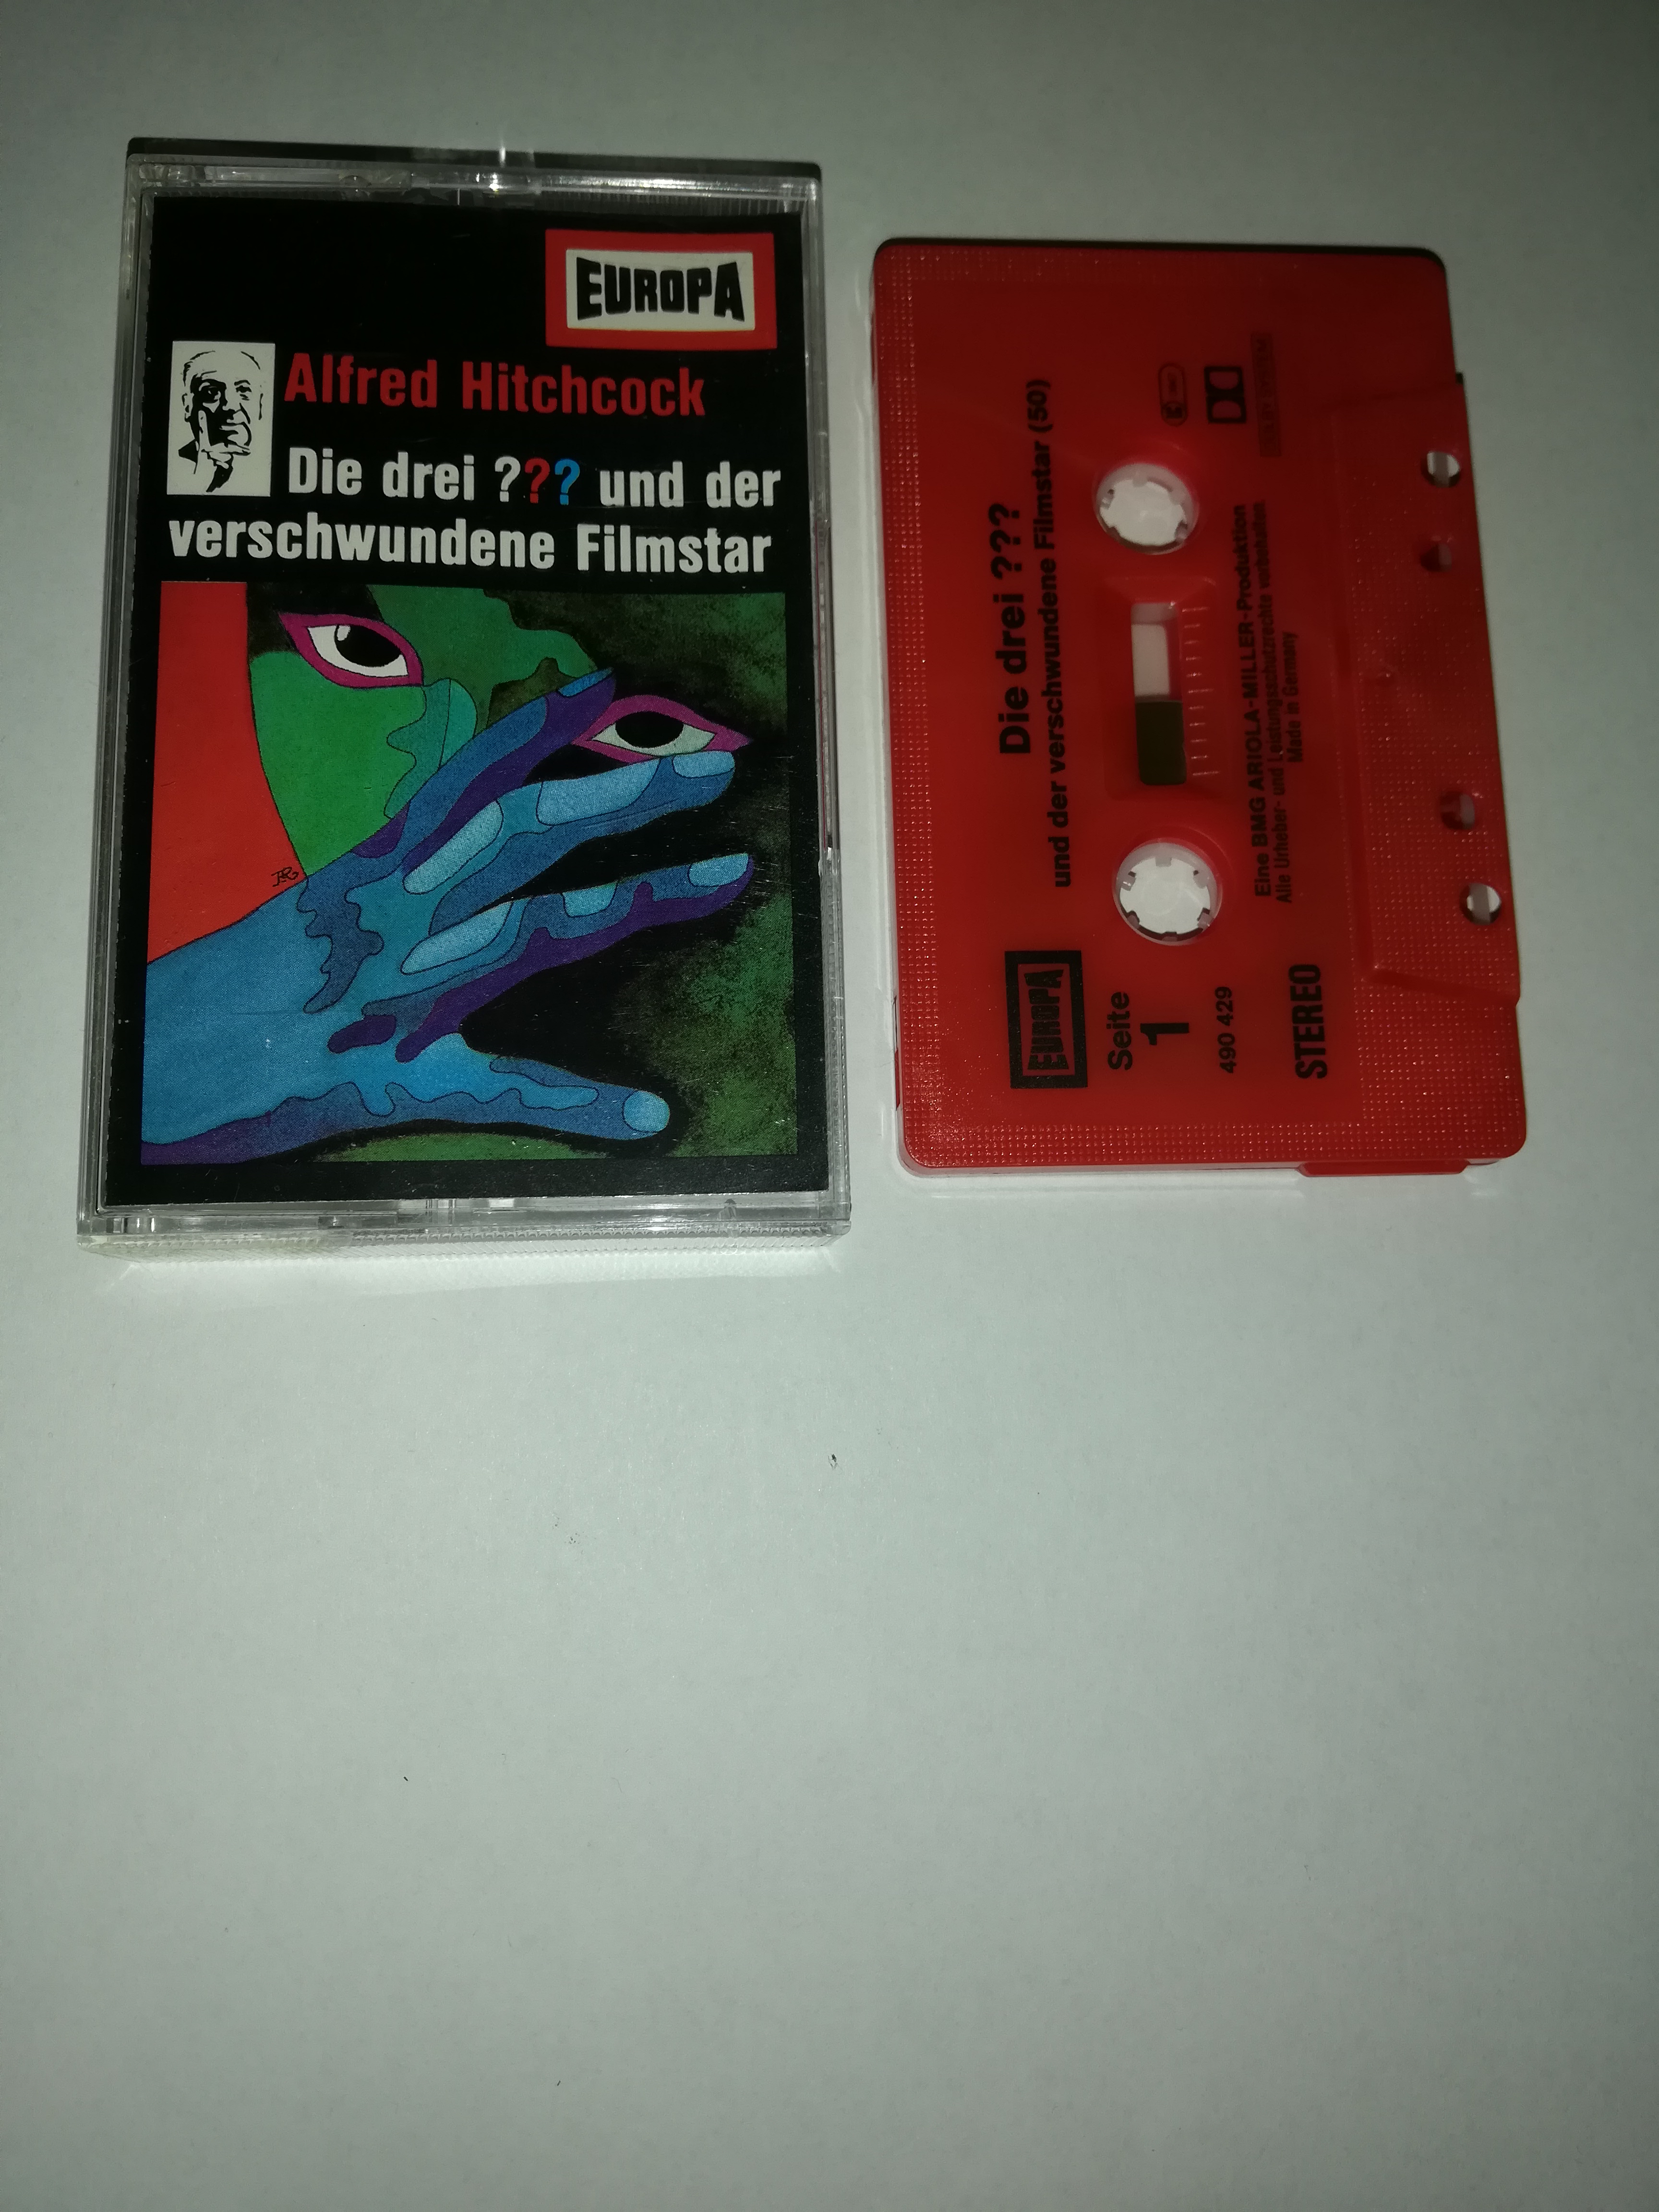 EUROPA
Alfred Hitchcock
Die drei ??? und der
verschwundene Filmstar
Die drei ???
und der verschwundene Filmstar (50)
EUROPA
Seite
1
490 429
STEREO
Eine BMG ARIOLA-MILLER-Produktion
Alle Urheber- und Leistungsschutzrechte vorbehalten
Made in Germany